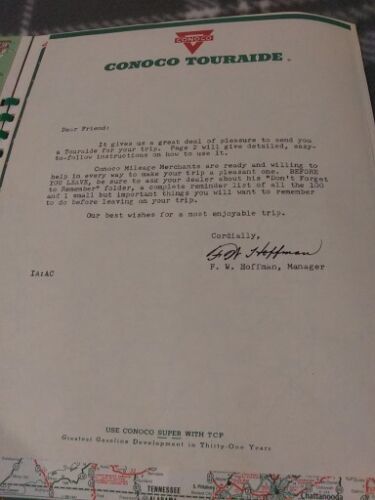 CONOCO
CONOCO TOURAIDE
Dear Friend:
It gives us a great deal of pleasure to send you
a Touraide for your trip. Page 2 will give detailed, easy-
to-follow instructions on how to use it.
Conoco Mileage Merchants are ready and willing to
help in every way to make your trip a pleasant one. BEFORE
YOU LEAVE, be sure to ask your dealer about his "Don't Forget
to Remember" folder, a complete reminder list of all the 100
and 1 small but important things you will want to remember
to do before leaving on your trip.
Our best wishes for a most enjoyable trip.
Cordially,
F. W. Hoffman
F. W. Hoffman, Manager
IA:AC
USE CONOCO SUPER WITH TCP
Greatest Gasoline Development in Thirty-One Years
TENNESSEE
ALABAMA
Chattanooga